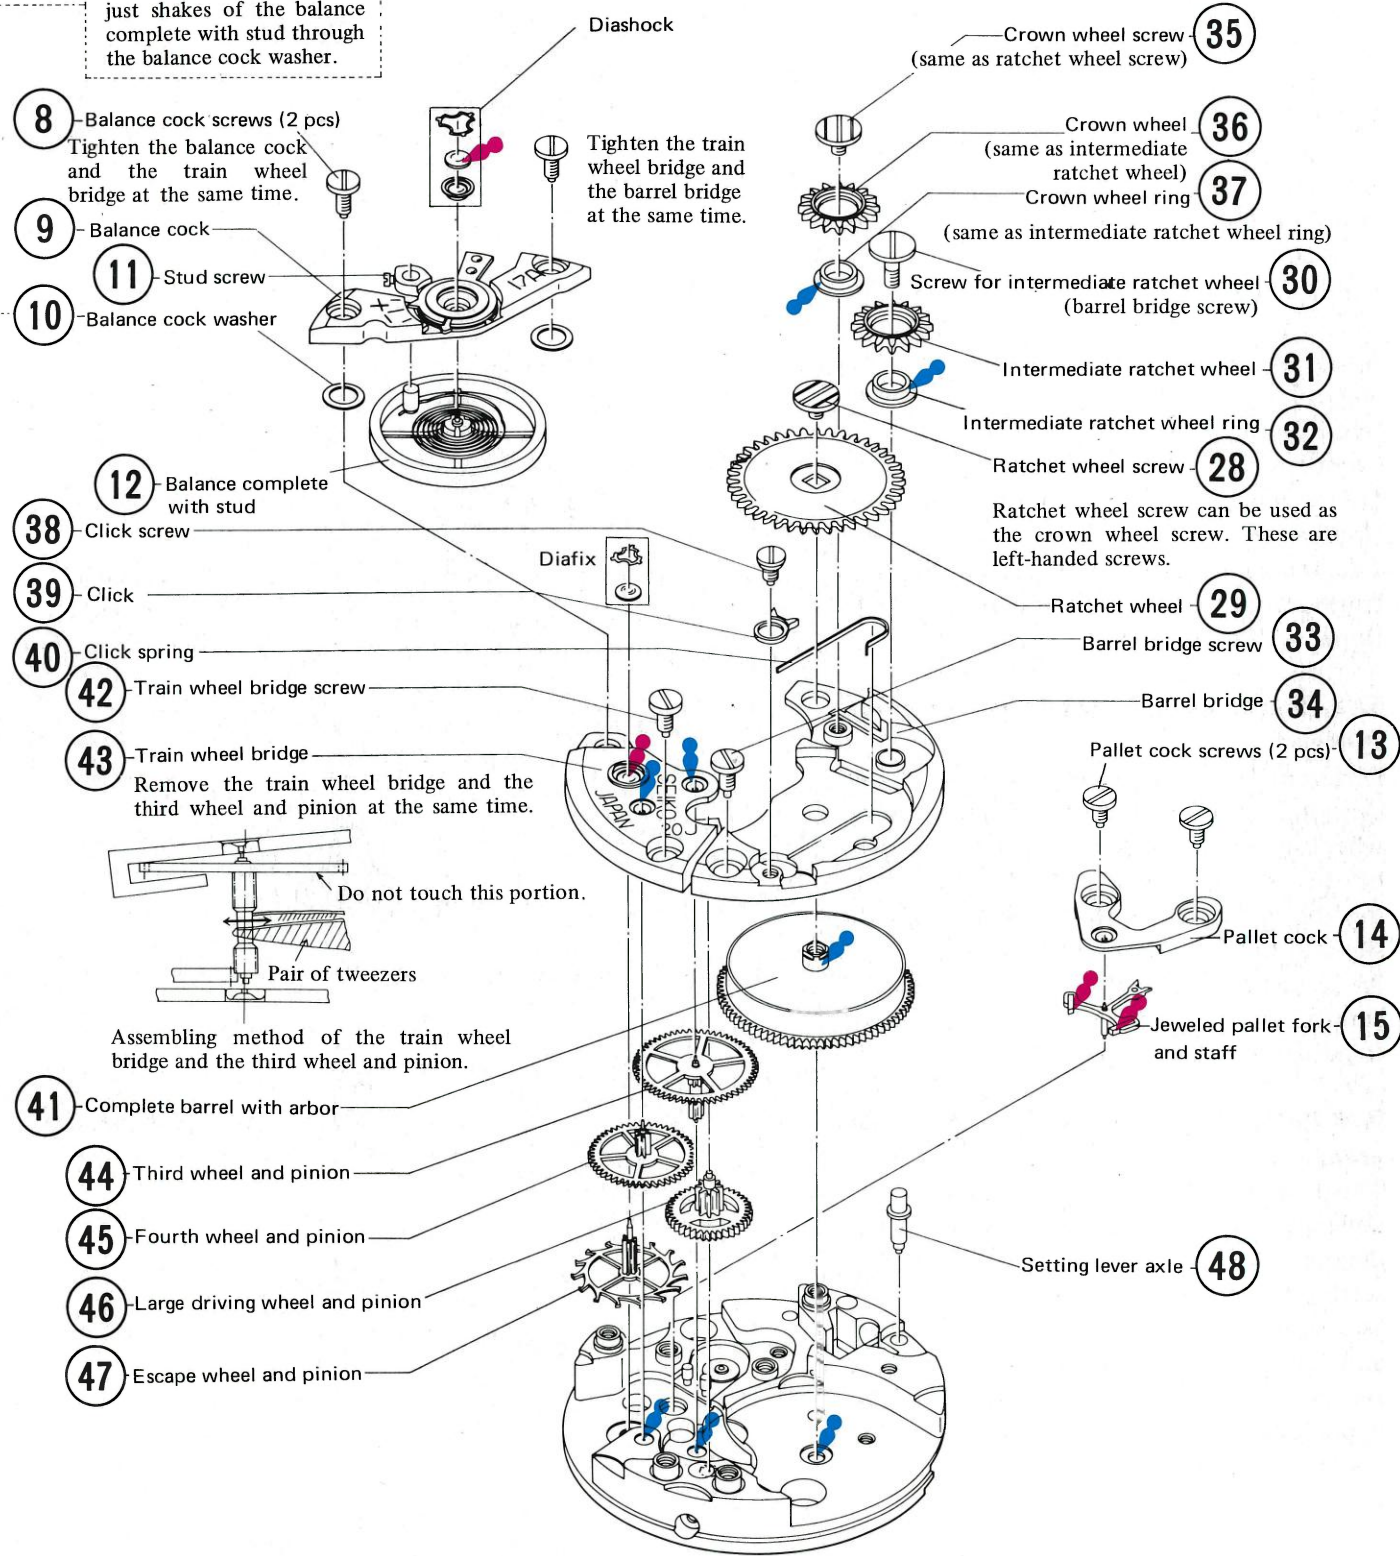 just shakes of the balance
complete with stud through
the balance cock washer.
Diashock
Crown wheel screw
35
(same as ratchet wheel screw)
8
Balance cock screws (2 pcs)
Tighten the balance cock
and the train wheel
bridge at the same time.
Tighten the train
wheel bridge and
the barrel bridge
at the same time.
Crown wheel
36
(same as intermediate
ratchet wheel)
Crown wheel ring
37
(same as intermediate ratchet wheel ring)
9
Balance cock
11
Stud screw
10
Balance cock washer
17J
Screw for intermediate ratchet wheel
30
(barrel bridge screw)
Intermediate ratchet wheel
31
Intermediate ratchet wheel ring
32
Ratchet wheel screw
28
Ratchet wheel screw can be used as
the crown wheel screw. These are
left-handed screws.
12
Balance complete
with stud
38
Click screw
Diafix
39
Click
Ratchet wheel
29
40
Click spring
Barrel bridge screw
33
42
Train wheel bridge screw
Barrel bridge
34
43
Train wheel bridge
Remove the train wheel bridge and the
third wheel and pinion at the same time.
SEIKO
JAPAN
Pallet cock screws (2 pcs)
13
Do not touch this portion.
Pair of tweezers
Assembling method of the train wheel
bridge and the third wheel and pinion.
Pallet cock
14
Jeweled pallet fork
and staff
15
41
Complete barrel with arbor
44
Third wheel and pinion
45
Fourth wheel and pinion
46
Large driving wheel and pinion
47
Escape wheel and pinion
Setting lever axle
48